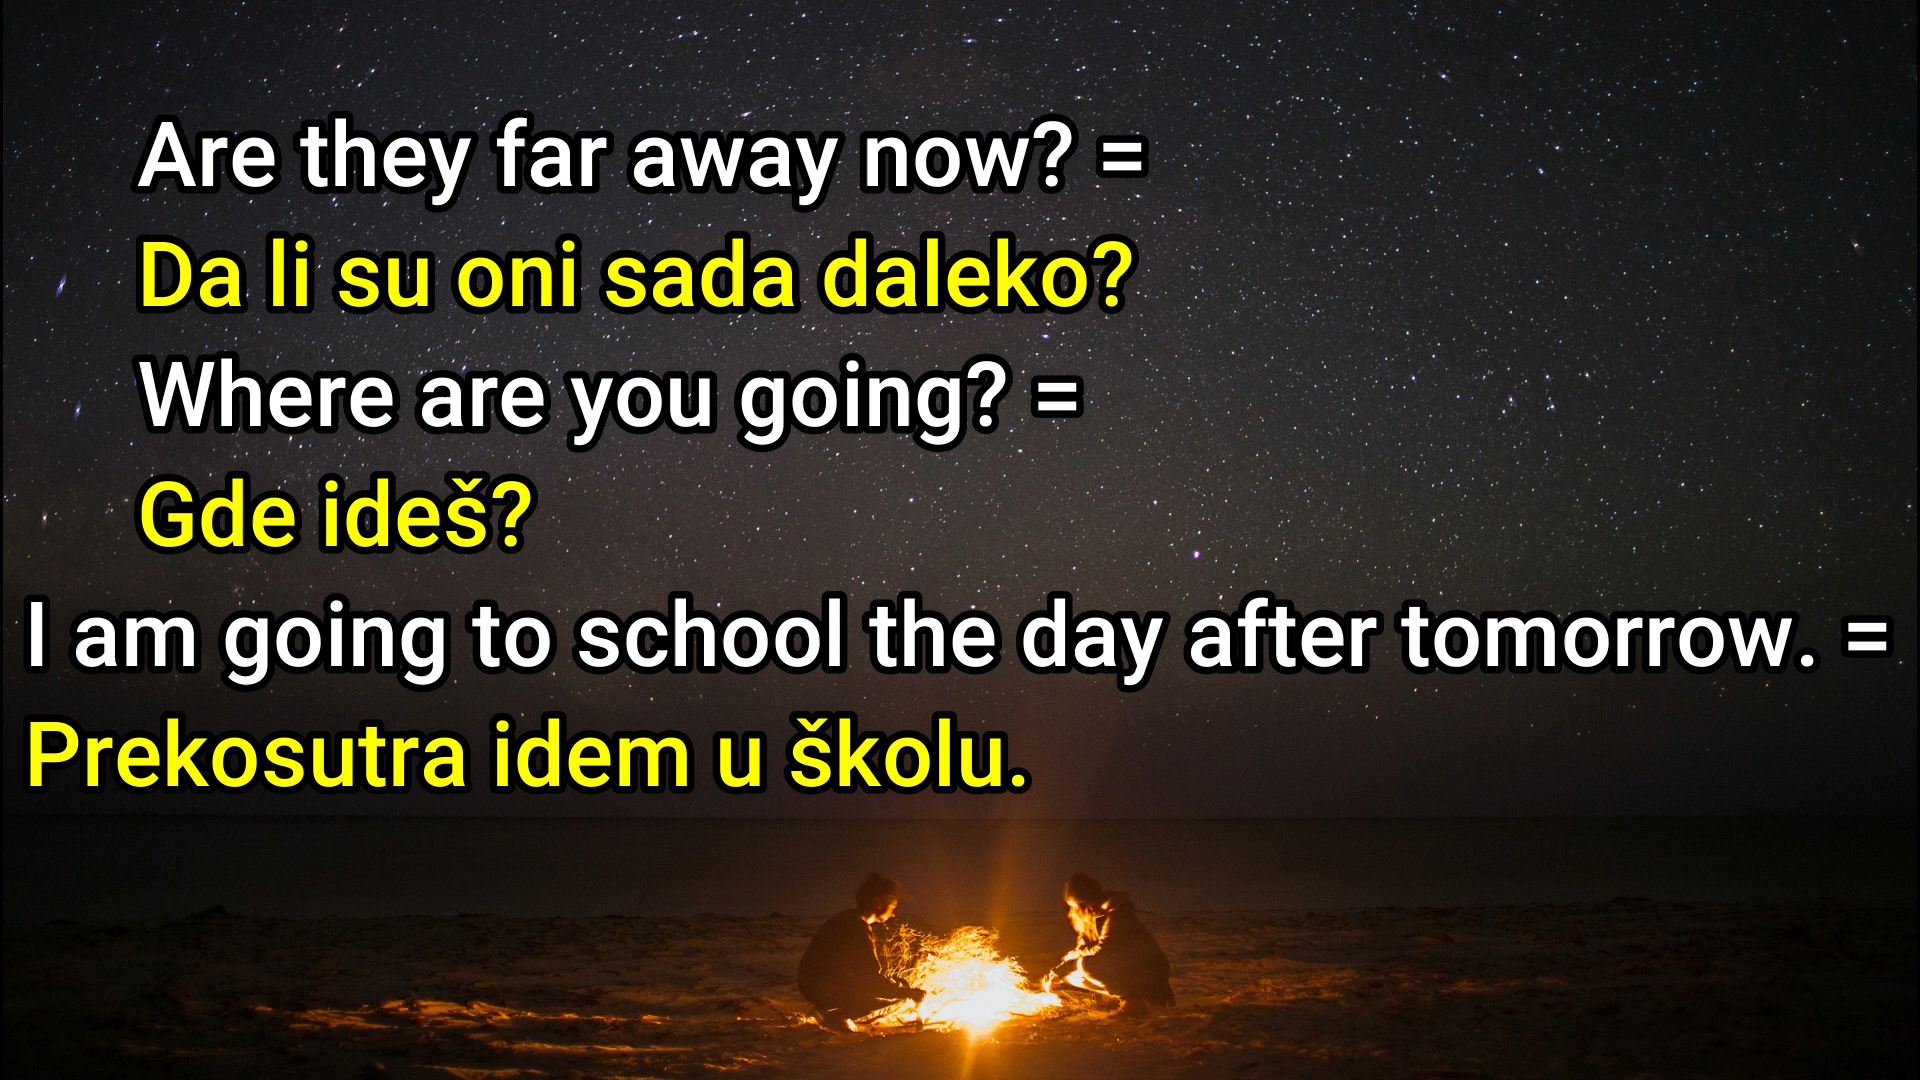 Are they far away now? =
Da li su oni sada daleko?
Where are you going? =
Gde ideš?
I am going to school the day after tomorrow. =
Prekosutra idem u školu.